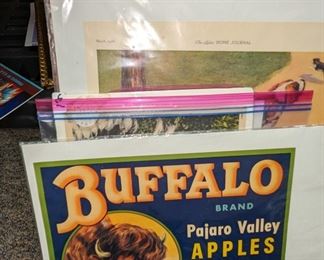 The Ladies' HOME JOURNAL
BUFFALO
BRAND
Pajaro Valley
APPLES